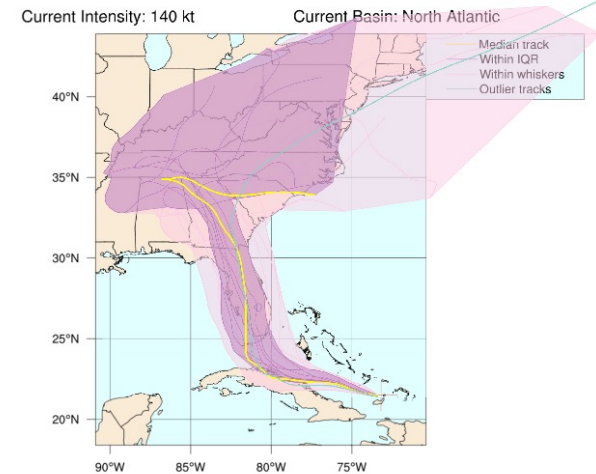 Current Intensity: 140 kt
Current Basin: North Atlantic
Median track
Within IQR
Within whiskers
Outlier tracks
40°N
35°N
30°N
25°N
20°N
90°W 85°W 80°W 75°W